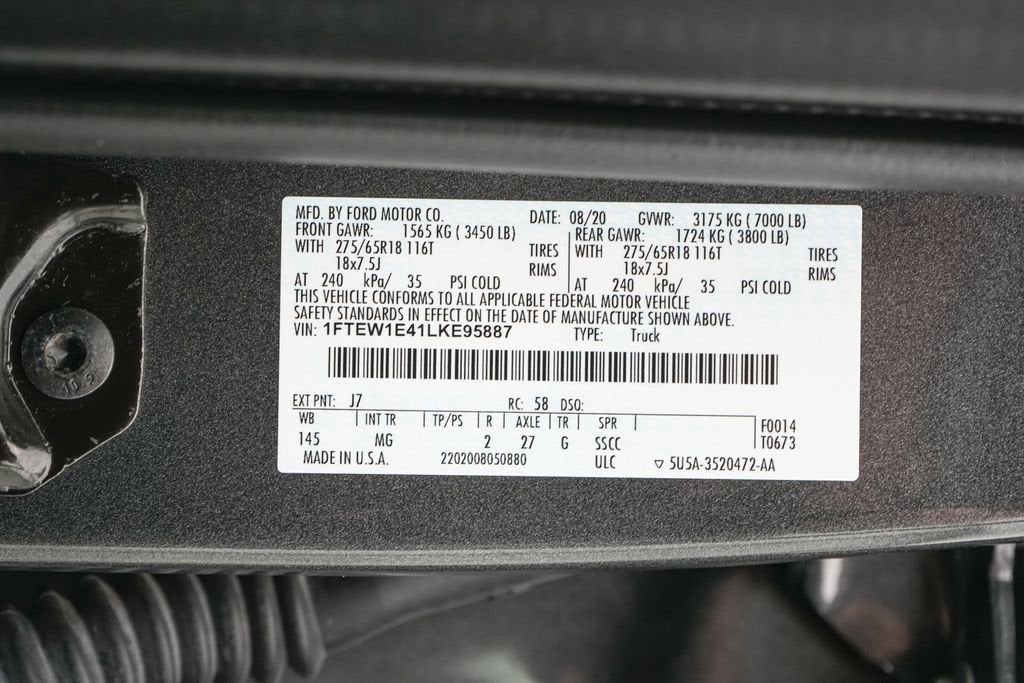 MFD. BY FORD MOTOR CO. DATE: 08/20 GVWR: 3175 KG ( 7000 LB)
FRONT GAWR: 1565 KG ( 3450 LB) REAR GAWR: 1724 KG ( 3800 LB)
WITH 275/65R18 116T TIRES WITH 275/65R18 116T TIRES
18x7.5J RIMS 18x7.5J RIMS
AT 240 kPa/ 35 PSI COLD AT 240 kPa/ 35 PSI COLD
THIS VEHICLE CONFORMS TO ALL APPLICABLE FEDERAL MOTOR VEHICLE
SAFETY STANDARDS IN EFFECT ON THE DATE OF MANUFACTURE SHOWN ABOVE.
VIN: 1FTEW1E41LKE95887 TYPE: Truck
EXT PNT: J7 RC: 58 DSO:
WB INT TR TP/PS R AXLE TR SPR F0014
145 MG 2 27 G SSCC T0673
MADE IN U.S.A. 2202008050880 ULC ▽ 5U5A-3520472-AA
10.9